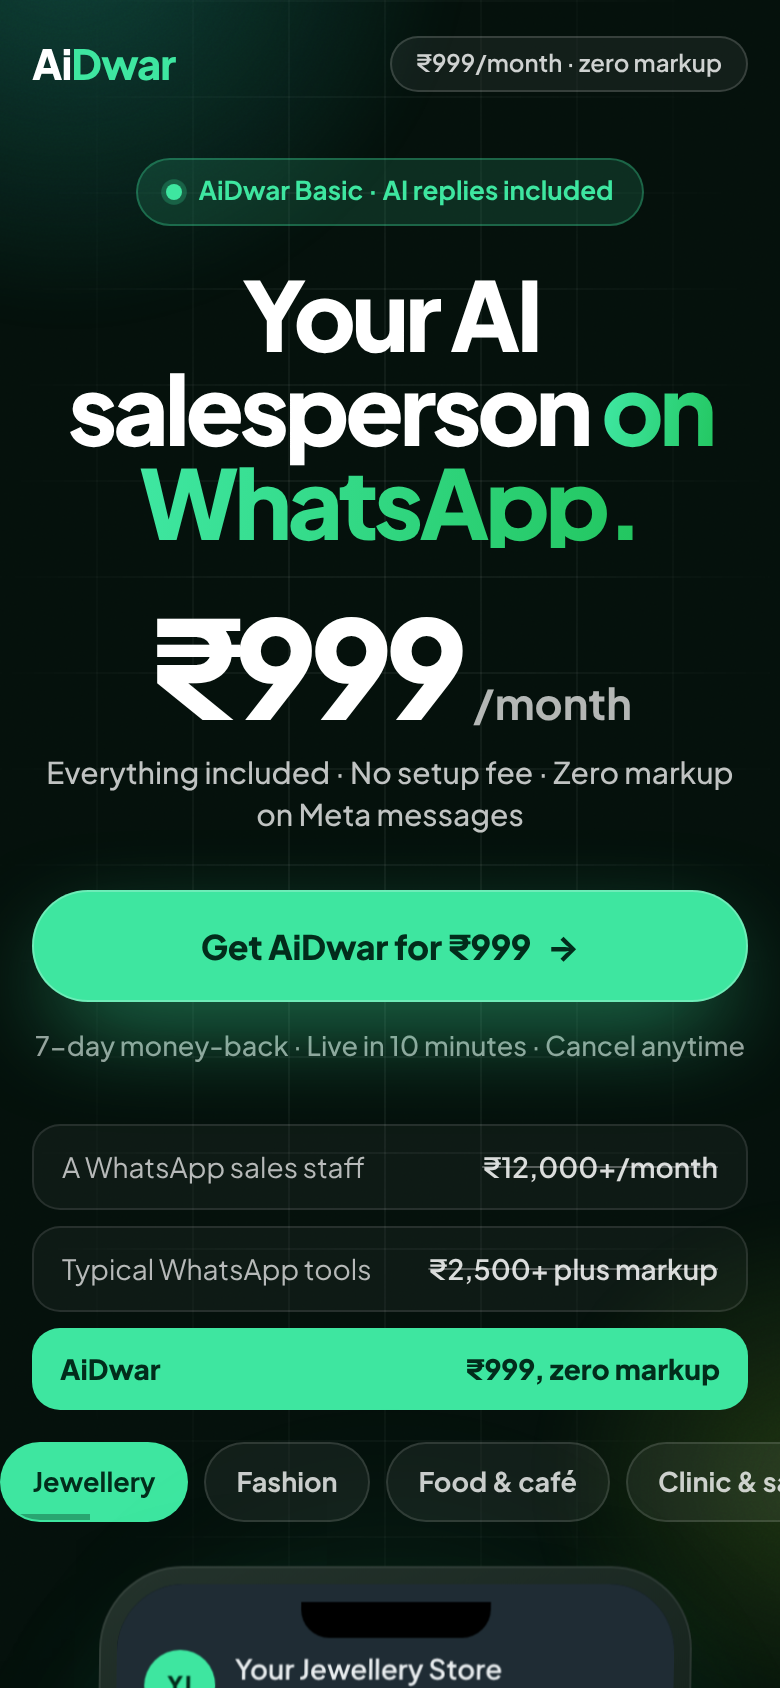 AiDwar
₹999/month · zero markup
AiDwar Basic · AI replies included
Your AI
salesperson on
WhatsApp.
₹999 /month
Everything included · No setup fee · Zero markup
on Meta messages
Get AiDwar for ₹999 →
7-day money-back · Live in 10 minutes · Cancel anytime
A WhatsApp sales staff ₹12,000+/month
Typical WhatsApp tools ₹2,500+ plus markup
AiDwar ₹999, zero markup
Jewellery Fashion Food & café Clinic &
Your Jewellery Store